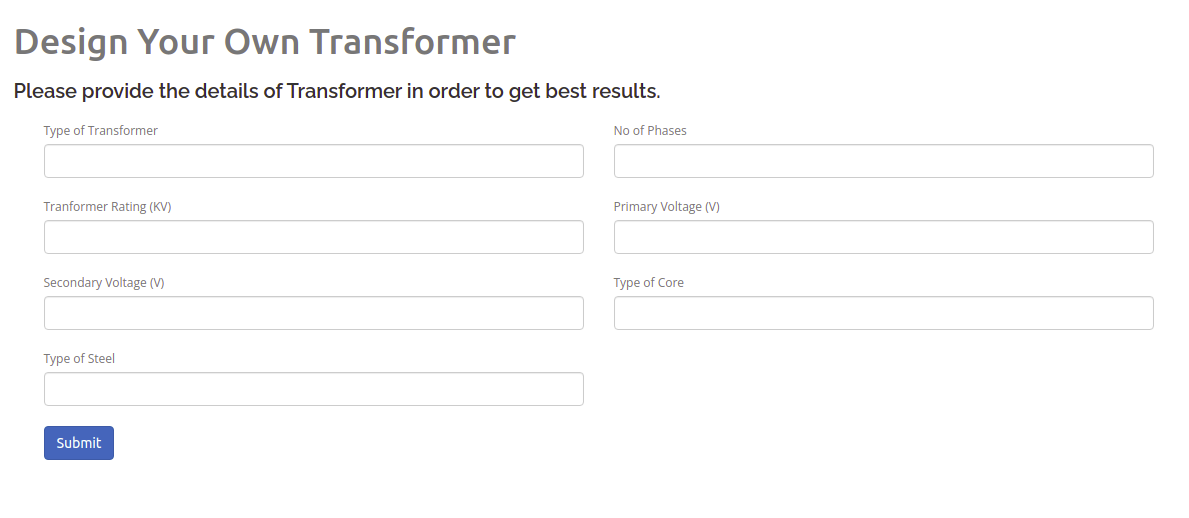 Design Your Own Transformer
Please provide the details of Transformer in order to get best results.
Type of Transformer
No of Phases
Tranformer Rating (KV)
Primary Voltage (V)
Secondary Voltage (V)
Type of Core
Type of Steel
Submit